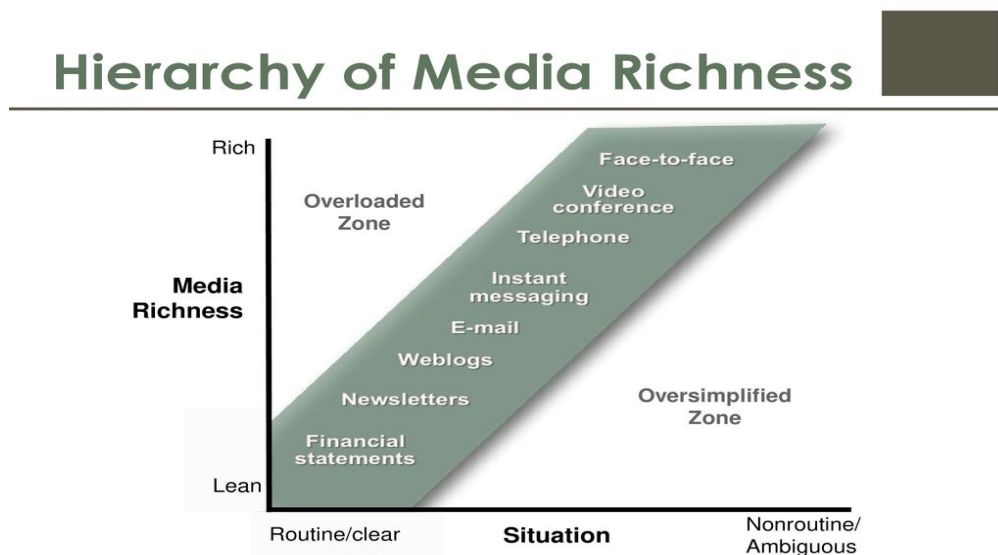 Hierarchy of Media Richness
Rich
Face-to-face
Video
conference
Overloaded
Zone
Telephone
Media
Richness
Instant
messaging
E-mail
Weblogs
Newsletters
Oversimplified
Zone
Financial
statements
Lean
Routine/clear
Situation
Nonroutine/
Ambiguous